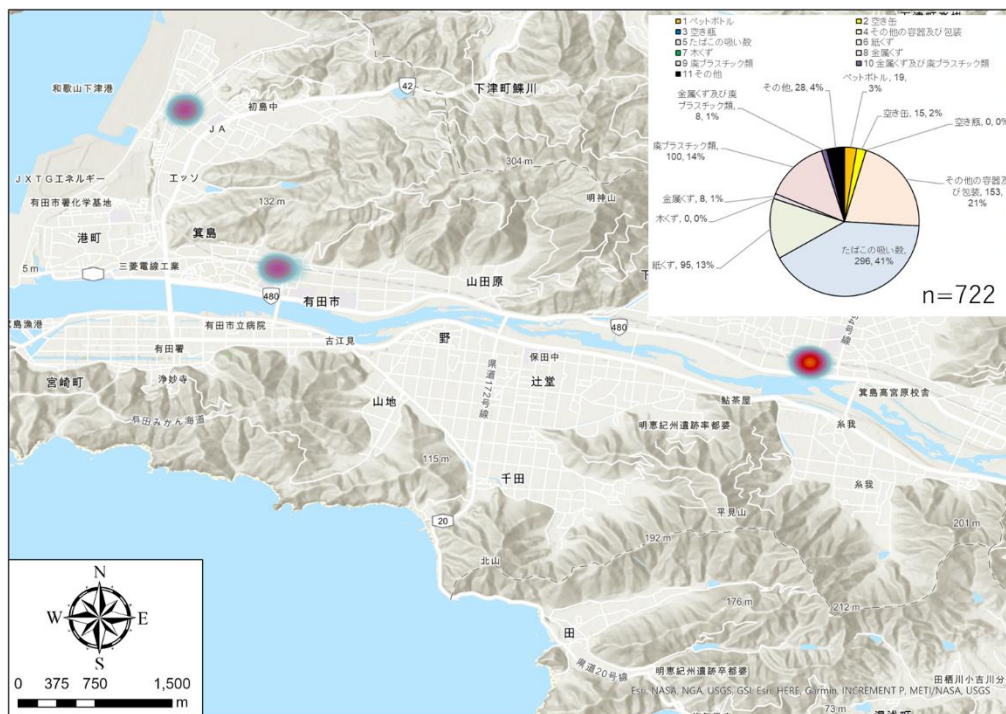 下津町鰈川
和歌山下津港
初島中
42
JA
JXTGエネルギー
エッソ
304 m
有田市署化学基地
132 m
明神山
港町
箕島
5 m
三菱電線工業
山田原
480
有田市
480
有田市立病院
古江見
野
有田署
保田中
宮崎町
浄妙寺
辻堂
県道172号線
鮎茶屋
箕島高宮原校舎
山地
糸我
有田みかん海道
明恵紀州遺跡率都婆
115 m
千田
糸我
平見山
20
201 m
192 m
北山
176 m
212 m
田
県道20号線
明恵紀州遺跡卒都婆
田栖川小吉川分
Esri, NASA, NGA, USGS, GSI, Esri, HERE, Garmin, INCREMENT P, METI/NASA, USGS
73 m
湯浅町
1 ペットボトル
2 空き缶
3 空き瓶
4 その他の容器及び包装
5 たばこの吸い殻
6 紙くず
7 木くず
8 金属くず
9 廃プラスチック類
10 金属くず及び廃プラスチック類
11 その他
ペットボトル, 19,
3%
その他, 28, 4%
金属くず及び廃
プラスチック類,
8, 1%
空き缶, 15, 2%
空き瓶, 0, 0%
廃プラスチック類,
100, 14%
その他の容器及
び包装, 153,
21%
金属くず, 8, 1%
木くず, 0, 0%
たばこの吸い殻,
296, 41%
紙くず, 95, 13%
n=722
N
W
E
S
0
375
750
1,500
m